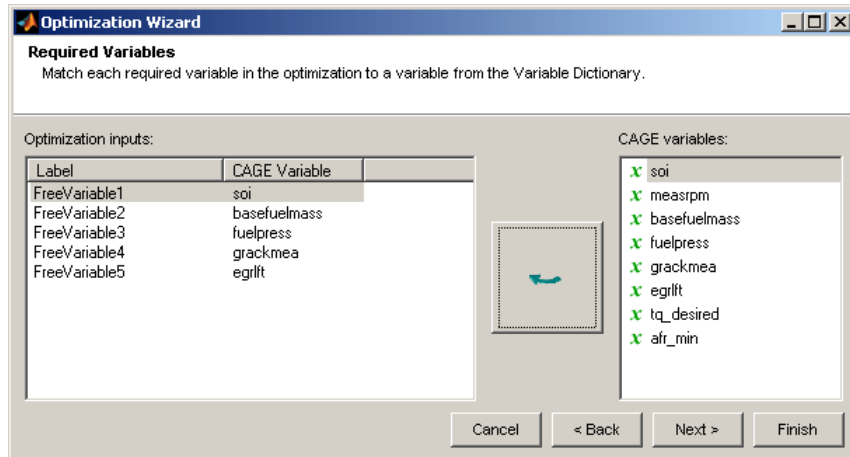 Optimization Wizard
Required Variables
Match each required variable in the optimization to a variable from the Variable Dictionary.
Optimization inputs:
Label CAGE Variable
FreeVariable1 soi
FreeVariable2 basefuelmass
FreeVariable3 fuelpress
FreeVariable4 grackmea
FreeVariable5 egrlft
CAGE variables:
x soi
x measrpm
x basefuelmass
x fuelpress
x grackmea
x egrlft
x tq_desired
x afr_min
Cancel < Back Next > Finish